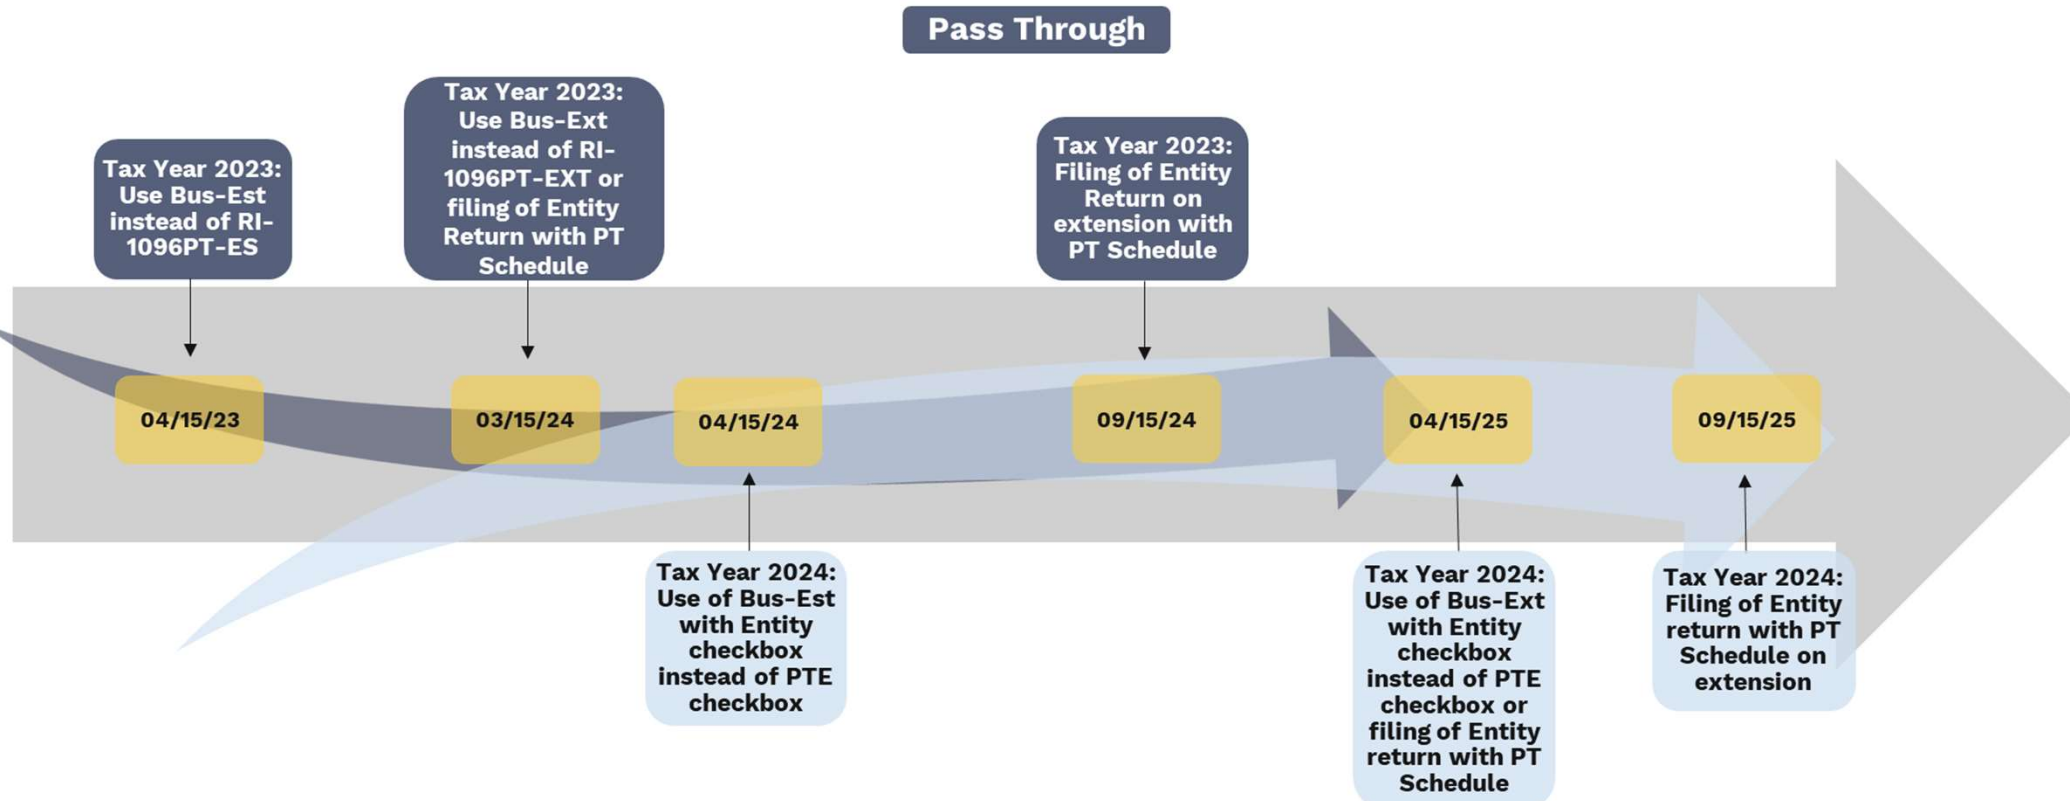 Pass Through
Tax Year 2023:
Use Bus-Est
instead of RI-
1096PT-ES
Tax Year 2023:
Use Bus-Ext
instead of RI-
1096PT-EXT or
filing of Entity
Return with PT
Schedule
Tax Year 2023:
Filing of Entity
Return on
extension with
PT Schedule
04/15/23
03/15/24
04/15/24
09/15/24
04/15/25
09/15/25
Tax Year 2024:
Use of Bus-Est
with Entity
checkbox
instead of PTE
checkbox
Tax Year 2024:
Use of Bus-Ext
with Entity
checkbox
instead of PTE
checkbox or
filing of Entity
return with PT
Schedule
Tax Year 2024:
Filing of Entity
return with PT
Schedule on
extension